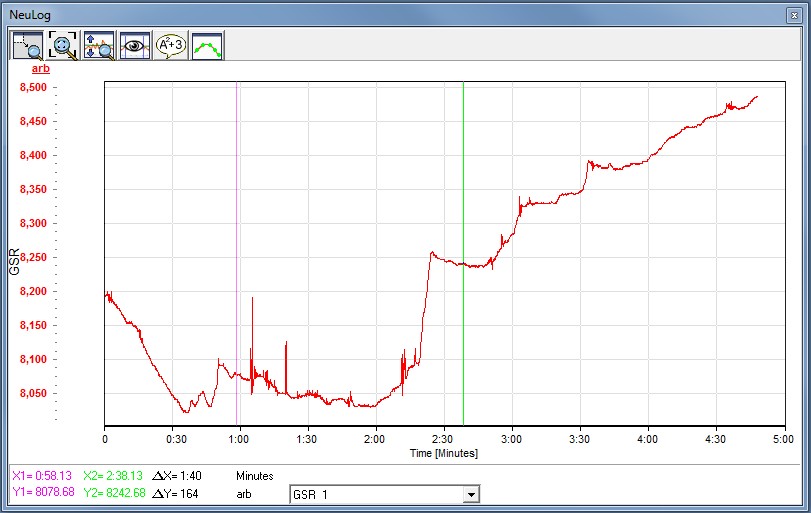 NeuLog
A²+3
arb
8,500
8,450
8,400
8,350
8,300
8,250
8,200
8,150
8,100
8,050
GSR
0 0:30 1:00 1:30 2:00 2:30 3:00 3:30 4:00 4:30 5:00
Time [Minutes]
X1= 0:58.13 X2= 2:38.13 ΔX= 1:40 Minutes
Y1= 8078.68 Y2= 8242.68 ΔY= 164 arb GSR 1